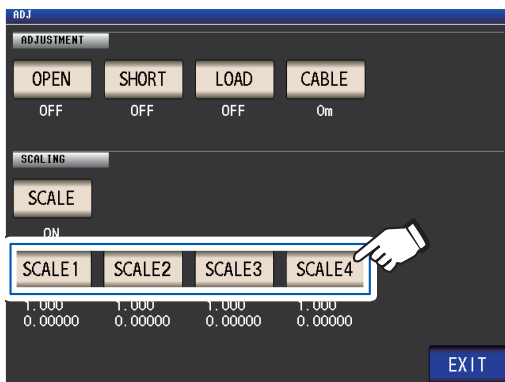 ADJ
ADJUSTMENT
OPEN SHORT LOAD CABLE
OFF OFF OFF 0m
SCALING
SCALE
ON
SCALE1 SCALE2 SCALE3 SCALE4
1.000 1.000 1.000 1.000
0.00000 0.00000 0.00000 0.00000
EXIT